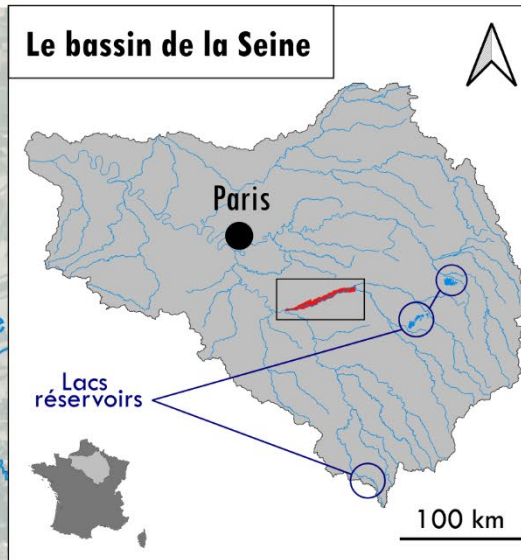 Le bassin de la Seine
Paris
Lacs
réservoirs
100 km